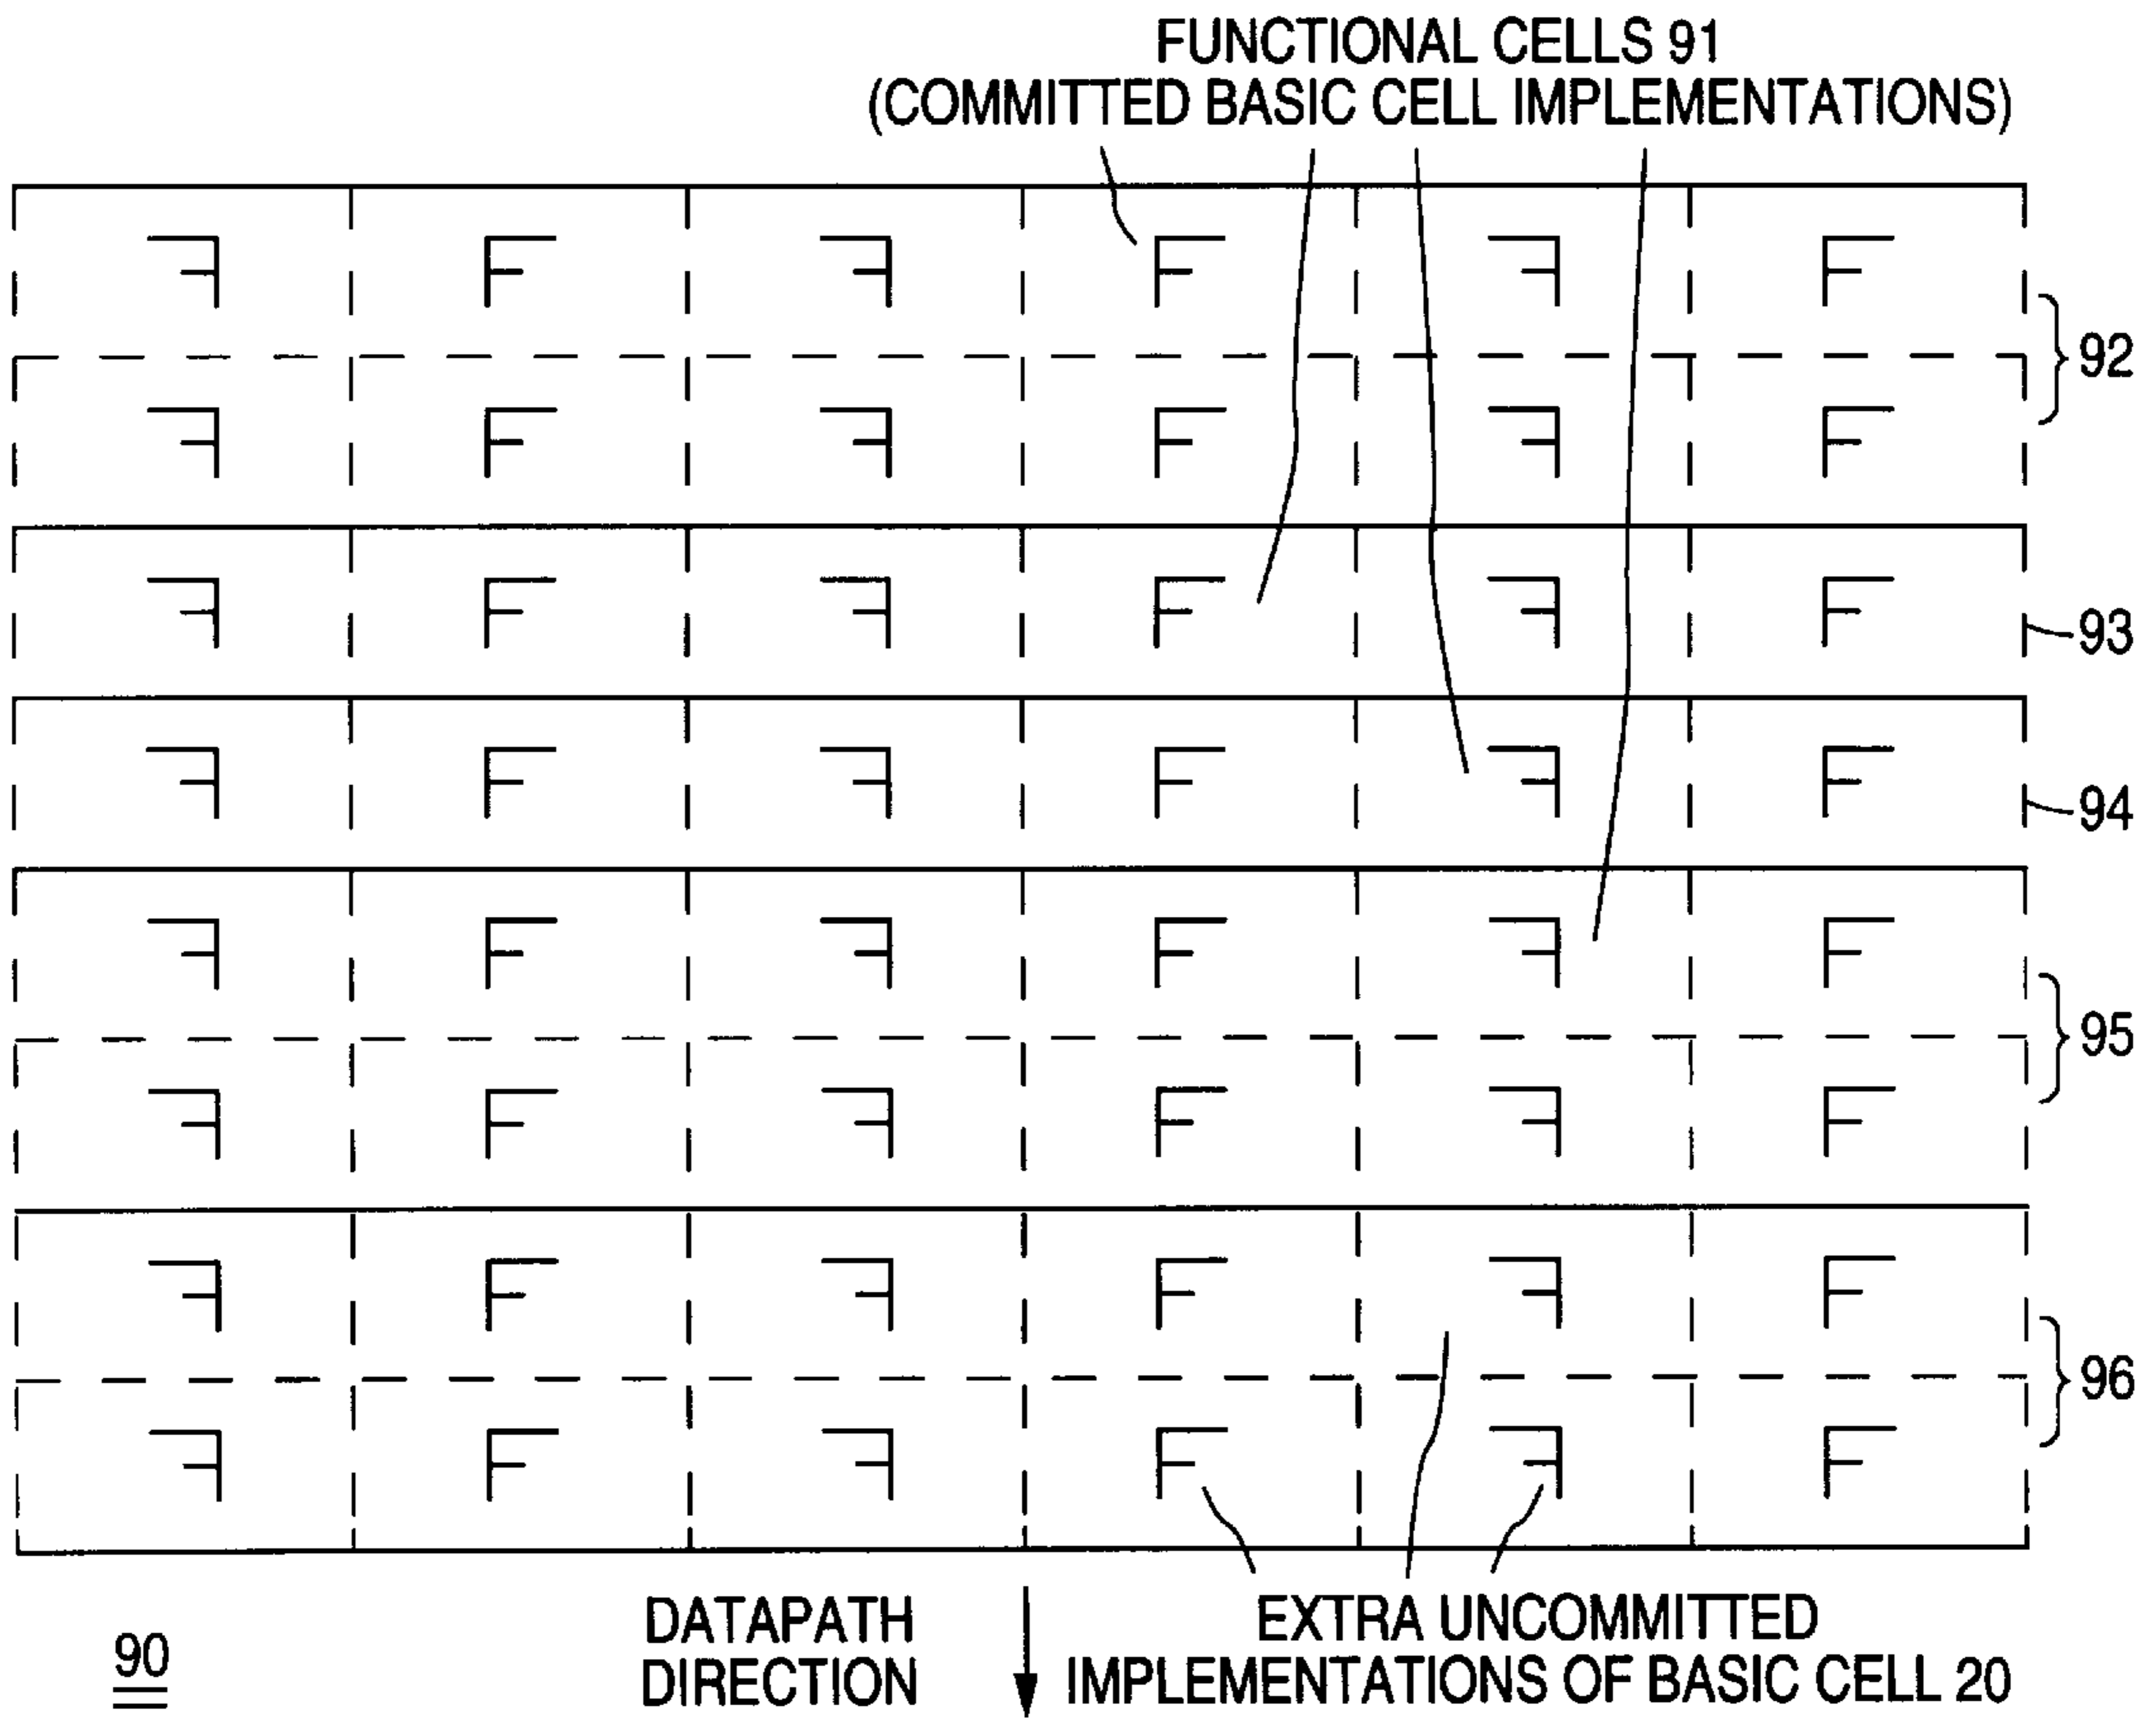 FUNCTIONAL CELLS 91
(COMMITTED BASIC CELL IMPLEMENTATIONS)
F F F F F F
F F F F F F
92
F F F F F F
93
F F F F F F
94
F F F F F F
F F F F F F
95
F F F F F F
F F F F F F
96
DATAPATH
DIRECTION
EXTRA UNCOMMITTED
IMPLEMENTATIONS OF BASIC CELL 20
90